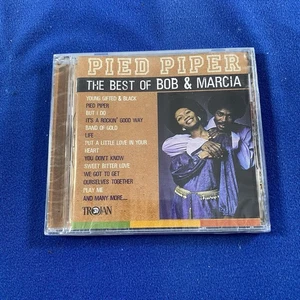 PIED PIPER
THE BEST OF BOB & MARCIA
YOUNG GIFTED & BLACK
PIED PIPER
BUT I DO
IT'S A ROCKIN' GOOD WAY
BAND OF GOLD
LIFE
PUT A LITTLE LOVE IN YOUR
HEART
YOU DON'T KNOW
SWEET BITTER LOVE
WE GOT TO GET
OURSELVES TOGETHER
PLAY ME
AND MANY MORE...
TROJAN